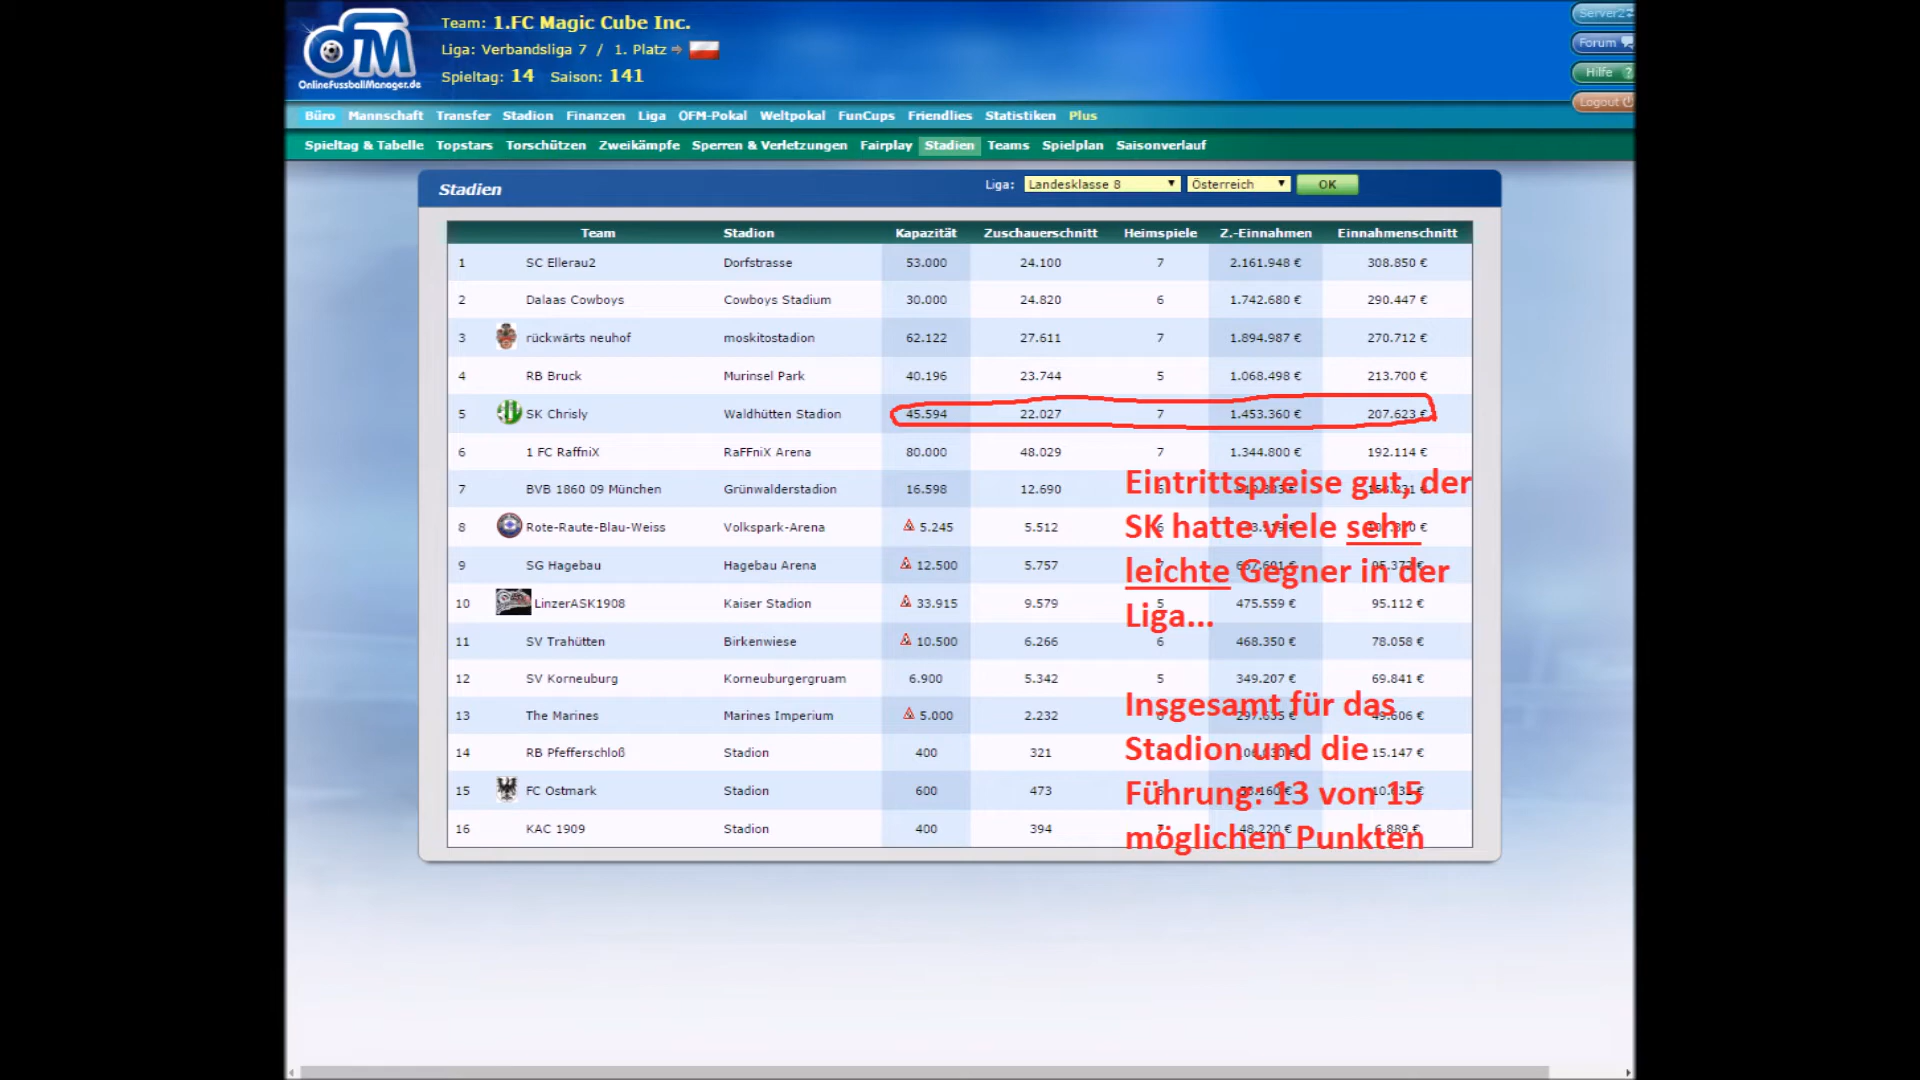 OFM
OnlineFussballManager.de
Team: 1.FC Magic Cube Inc.
Liga: Verbandsliga 7 / 1. Platz
Spieltag: 14 Saison: 141
Server2
Forum
Hilfe ?
Logout
Büro Mannschaft Transfer Stadion Finanzen Liga OFM-Pokal Weltpokal FunCups Friendlies Statistiken Plus
Spieltag & Tabelle Topstars Torschützen Zweikämpfe Sperren & Verletzungen Fairplay Stadien Teams Spielplan Saisonverlauf
Stadien Liga: Landesklasse 8 Österreich OK
Team Stadion Kapazität Zuschauerschnitt Heimspiele Z.-Einnahmen Einnahmenschnitt
1 SC Ellerau2 Dorfstrasse 53.000 24.100 7 2.161.948 € 308.850 €
2 Dalaas Cowboys Cowboys Stadium 30.000 24.820 6 1.742.680 € 290.447 €
3 rückwärts neuhof moskitostadion 62.122 27.611 7 1.894.987 € 270.712 €
4 RB Bruck Murinsel Park 40.196 23.744 5 1.068.498 € 213.700 €
5 SK Chrisly Waldhütten Stadion 45.594 22.027 7 1.453.360 € 207.623 €
6 1 FC RaffniX RaFFniX Arena 80.000 48.029 7 1.344.800 € 192.114 €
7 BVB 1860 09 München Grünwalderstadion 16.598 12.690
8 Rote-Raute-Blau-Weiss Volkspark-Arena 5.245 5.512
9 SG Hagebau Hagebau Arena 12.500 5.757
10 LinzerASK1908 Kaiser Stadion 33.915 9.579 5 475.559 € 95.112 €
11 SV Trahütten Birkenwiese 10.500 6.266 6 468.350 € 78.058 €
12 SV Korneuburg Korneuburgergruam 6.900 5.342 5 349.207 € 69.841 €
13 The Marines Marines Imperium 5.000 2.232
14 RB Pfefferschloß Stadion 400 321 15.147 €
15 FC Ostmark Stadion 600 473
16 KAC 1909 Stadion 400 394 7 48.220 € 6.889 €
Eintrittspreise gut, der
SK hatte viele sehr
leichte Gegner in der
Liga...
Insgesamt für das
Stadion und die
Führung: 13 von 15
möglichen Punkten